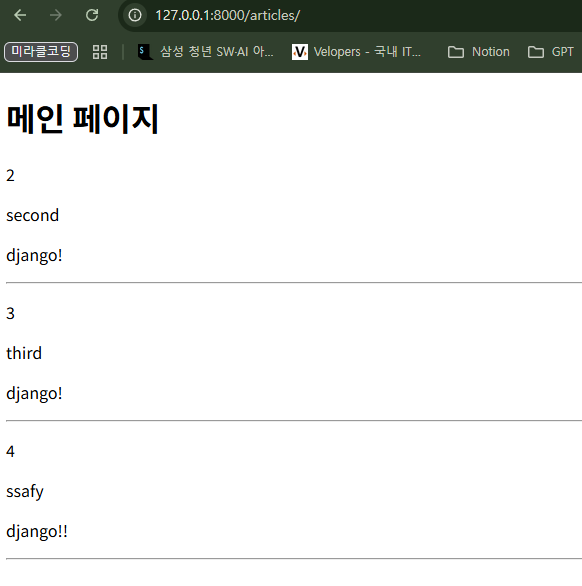 127.0.0.1:8000/articles/
미라클코딩 삼성 청년 SW·AI 아... Velopers - 국내 IT... Notion GPT
메인 페이지
2
second
django!
3
third
django!
4
ssafy
django!!